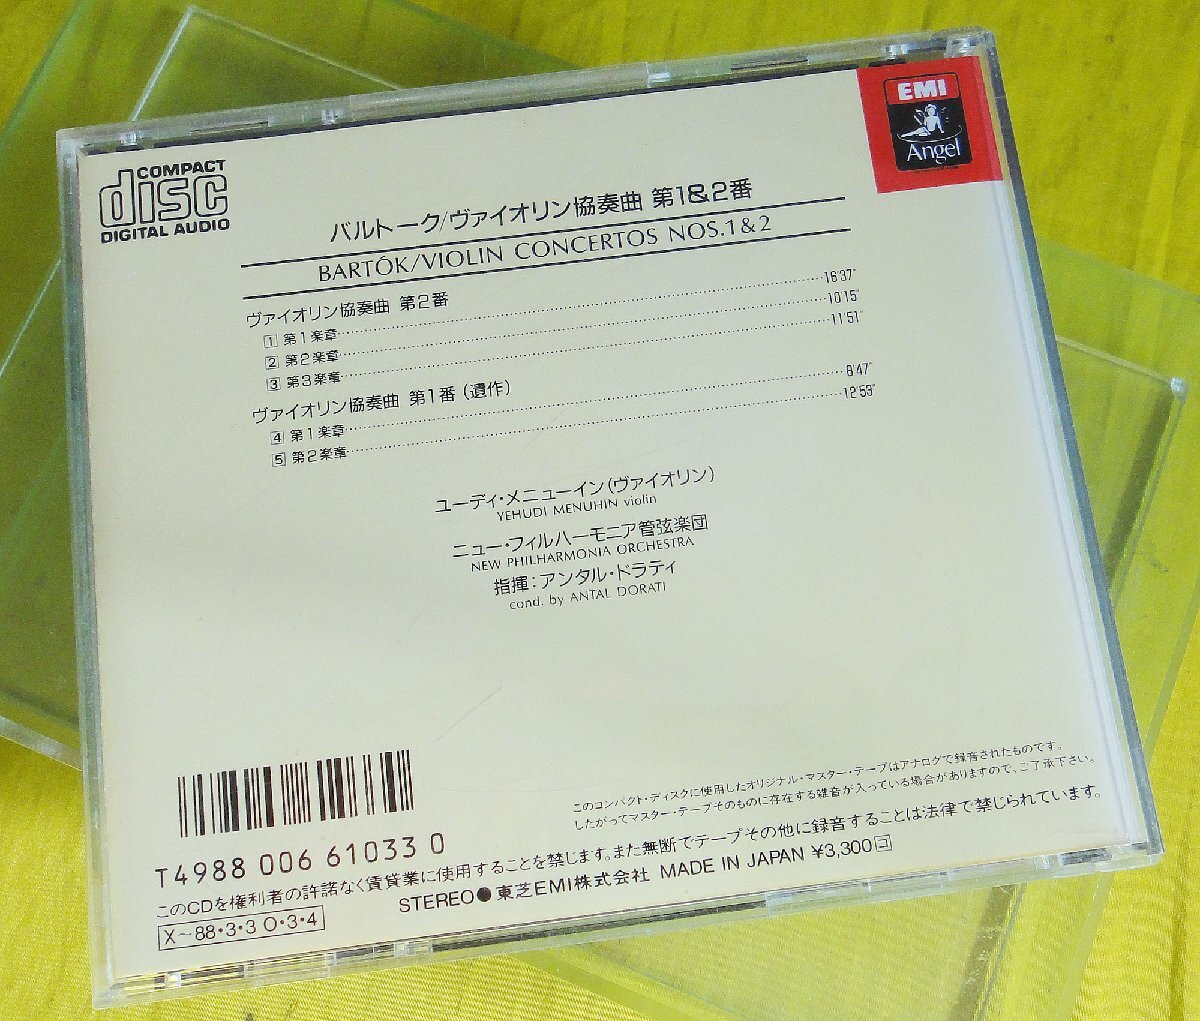 COMPACT
disc
DIGITAL AUDIO
EMI
Angel
バルトーク/ヴァイオリン協奏曲 第1&2番
BARTÓK/VIOLIN CONCERTOS NOS.1&2
ヴァイオリン協奏曲 第2番
1 第1楽章 16'37"
2 第2楽章 10'15"
3 第3楽章 11'51"
ヴァイオリン協奏曲 第1番(遺作)
4 第1楽章 8'47"
5 第2楽章 12'59"
ユーディ・メニューイン(ヴァイオリン)
YEHUDI MENUHIN violin
ニュー・フィルハーモニア管弦楽団
NEW PHILHARMONIA ORCHESTRA
指揮:アンタル・ドラティ
cond. by ANTAL DORATI
このコンパクト・ディスクに使用したオリジナル・マスター・テープはアナログで録音されたものです。
したがってマスター・テープそのものに存在する雑音が入っている場合がありますので、ご了承下さい。
T4988 006 61033 0
このCDを権利者の許諾なく賃貸業に使用することを禁じます。また無断でテープその他に録音することは法律で禁じられています。
X〜88・3・3 0・3・4
STEREO●東芝EMI株式会社 MADE IN JAPAN ¥3,300